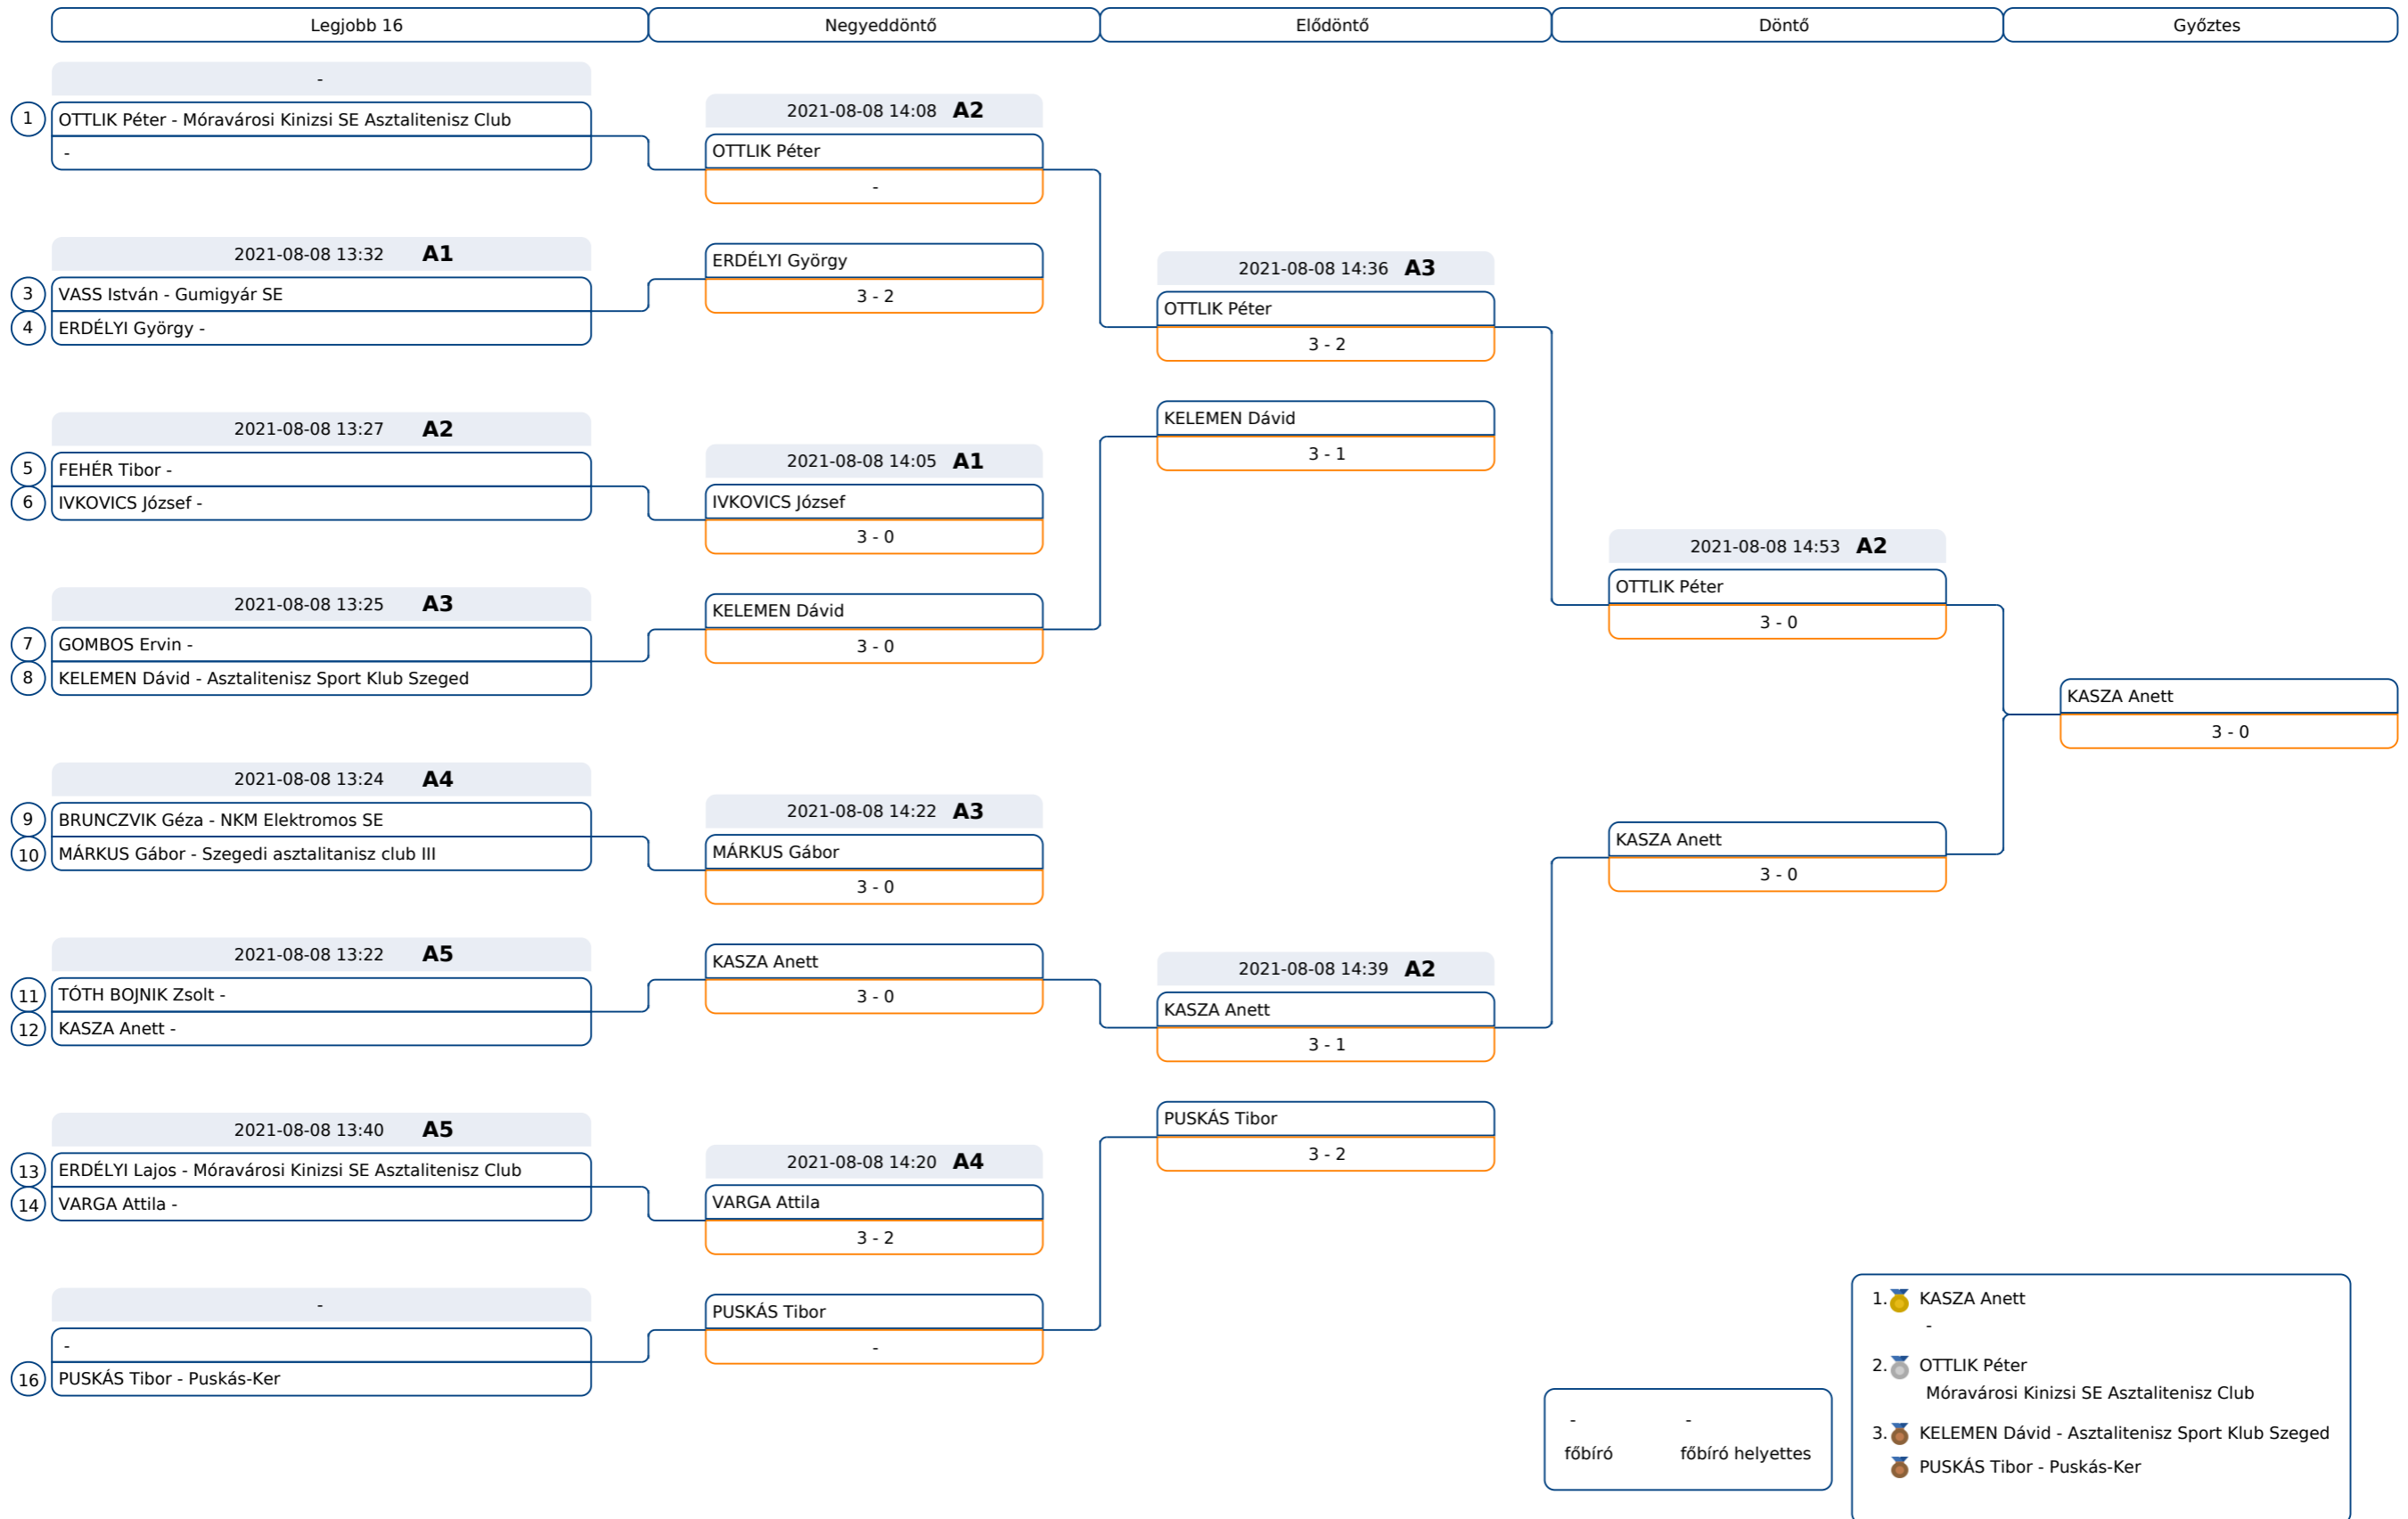 Legjobb 16
Negyeddöntő
Elődöntő
Döntő
Győztes
-
1
OTTLIK Péter - Móravárosi Kinizsi SE Asztalitenisz Club
-
2021-08-08 13:32 A1
3
VASS István - Gumigyár SE
4
ERDÉLYI György -
2021-08-08 13:27 A2
5
FEHÉR Tibor -
6
IVKOVICS József -
2021-08-08 13:25 A3
7
GOMBOS Ervin -
8
KELEMEN Dávid - Asztalitenisz Sport Klub Szeged
2021-08-08 13:24 A4
9
BRUNCZVIK Géza - NKM Elektromos SE
10
MÁRKUS Gábor - Szegedi asztalitanisz club III
2021-08-08 13:22 A5
11
TÓTH BOJNIK Zsolt -
12
KASZA Anett -
2021-08-08 13:40 A5
13
ERDÉLYI Lajos - Móravárosi Kinizsi SE Asztalitenisz Club
14
VARGA Attila -
-
-
16
PUSKÁS Tibor - Puskás-Ker
2021-08-08 14:08 A2
OTTLIK Péter
-
ERDÉLYI György
3 - 2
2021-08-08 14:05 A1
IVKOVICS József
3 - 0
KELEMEN Dávid
3 - 0
2021-08-08 14:22 A3
MÁRKUS Gábor
3 - 0
KASZA Anett
3 - 0
2021-08-08 14:20 A4
VARGA Attila
3 - 2
PUSKÁS Tibor
-
2021-08-08 14:36 A3
OTTLIK Péter
3 - 2
KELEMEN Dávid
3 - 1
2021-08-08 14:39 A2
KASZA Anett
3 - 1
PUSKÁS Tibor
3 - 2
2021-08-08 14:53 A2
OTTLIK Péter
3 - 0
KASZA Anett
3 - 0
KASZA Anett
3 - 0
- -
főbíró főbíró helyettes
1. KASZA Anett
-
2. OTTLIK Péter
Móravárosi Kinizsi SE Asztalitenisz Club
3. KELEMEN Dávid - Asztalitenisz Sport Klub Szeged
PUSKÁS Tibor - Puskás-Ker